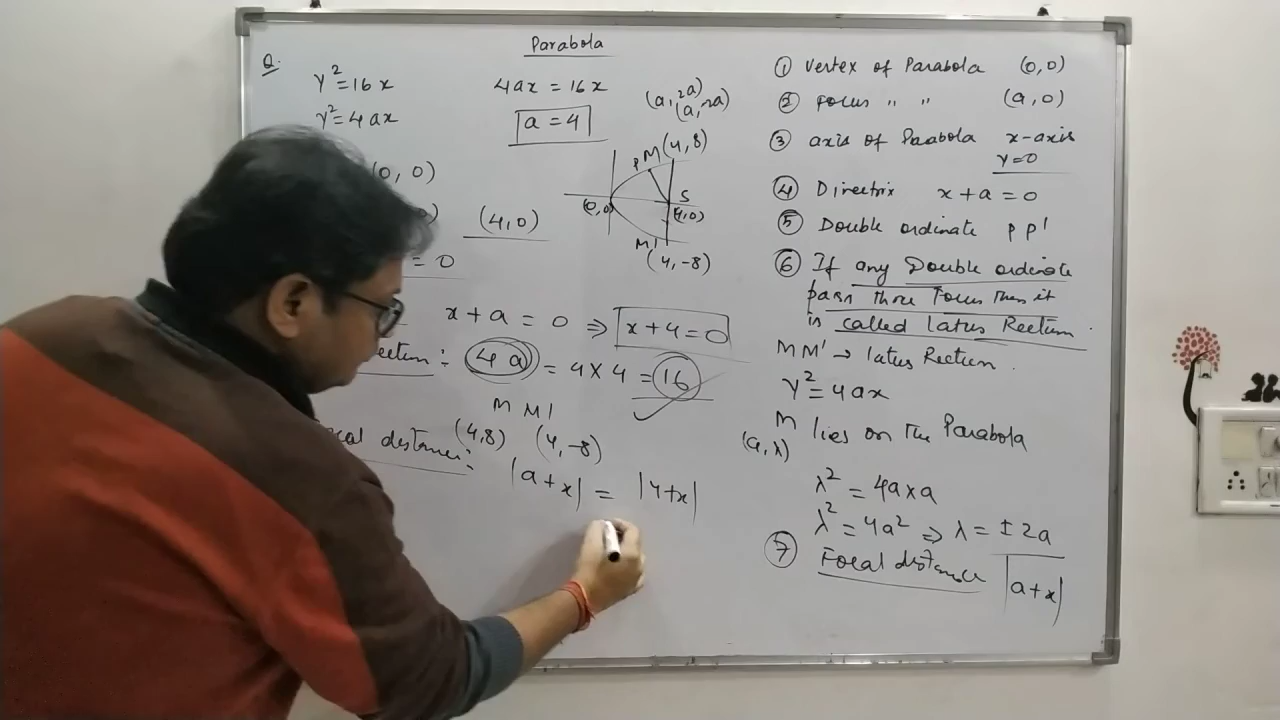 Parabola
Q.
y² = 16x
y² = 4ax
4ax = 16x
a = 4
(0, 0)
(4,0)
= 0
x + a = 0 ⇒ x + 4 = 0
: 4a = 4 × 4 = 16
M M'
(4,8) (4,-8)
distance:-
|a+x| = |4+x|
(a, 2a)
(a, -2a)
P M (4,8)
(0,0)
S
(4,0)
M'
(4,-8)
① Vertex of Parabola (0,0)
② Focus " " (a,0)
③ axis of Parabola x-axis
y=0
④ Directrix x + a = 0
⑤ Double ordinate P P'
⑥ If any Double ordinate
pass throu Focus then it
is called Latus Rectum.
M M' → Latus Rectum.
y² = 4ax
M lies on the Parabola
(a, λ)
λ² = 4a×a
λ² = 4a² ⇒ λ = ± 2a
⑦ Focal distance |a+x|